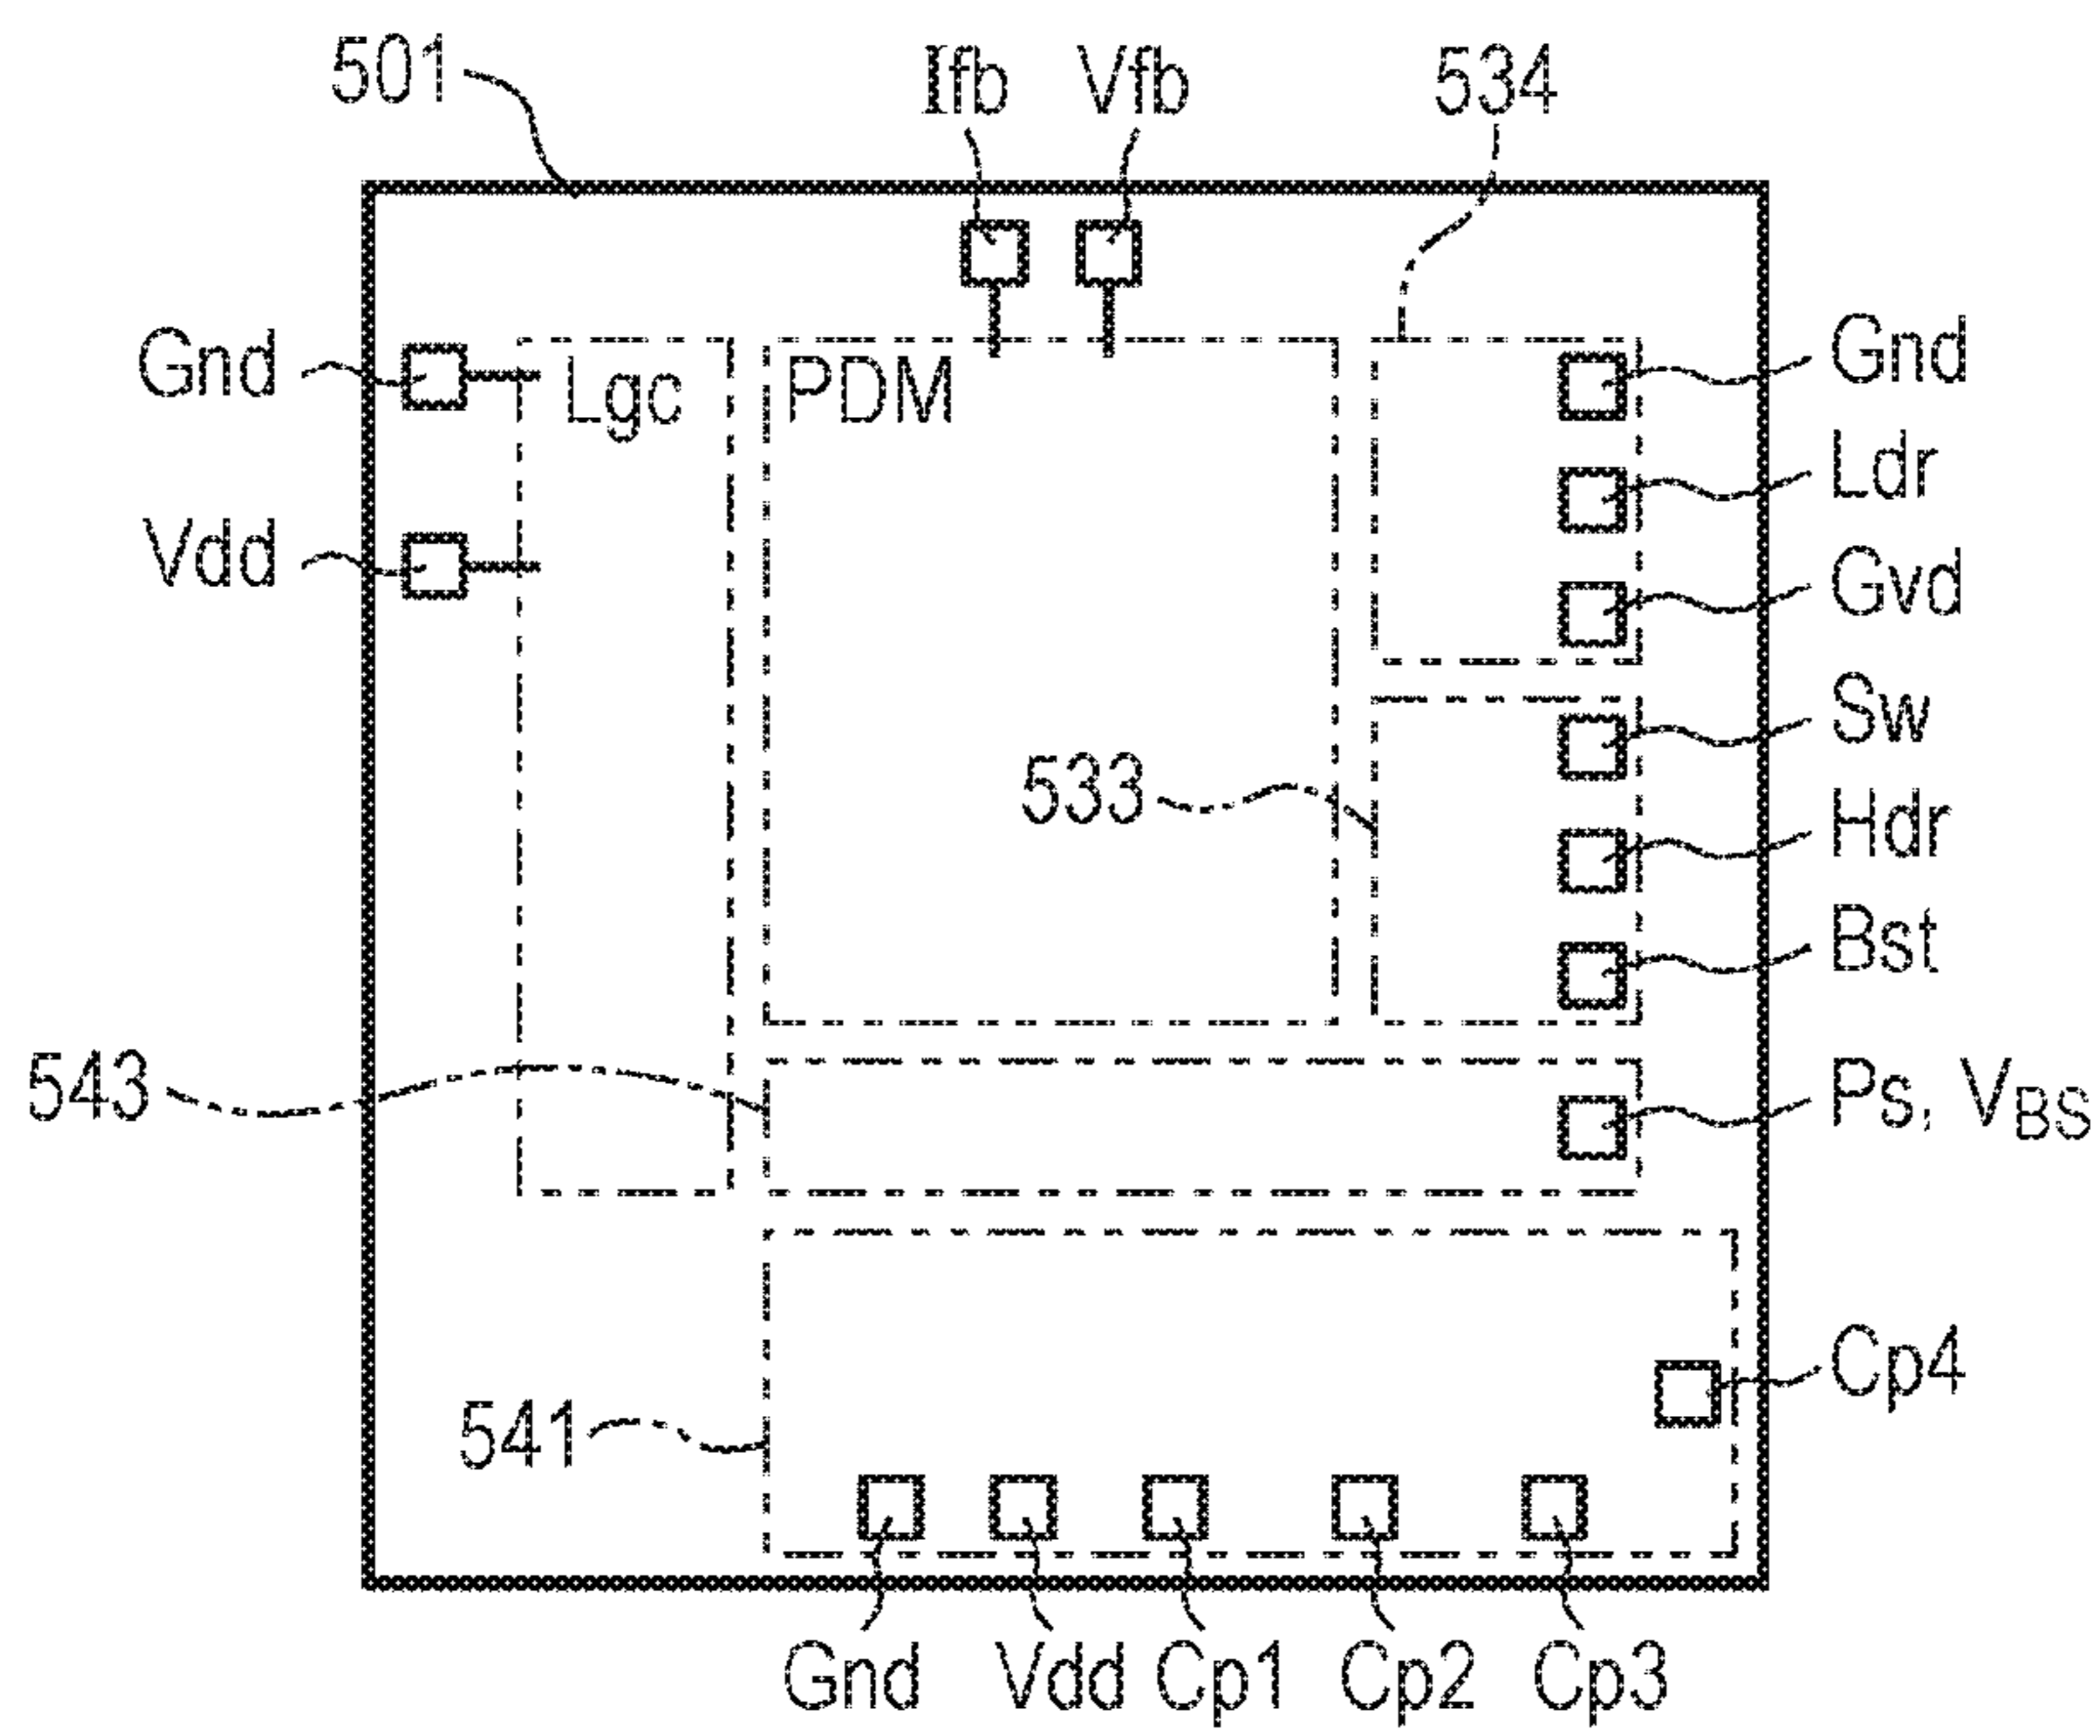 501
Ifb
Vfb
534
Gnd
Lgc
PDM
Gnd
Ldr
Vdd
Gvd
Sw
533
Hdr
Bst
543
Ps, VBS
Cp4
541
Gnd
Vdd
Cp1
Cp2
Cp3